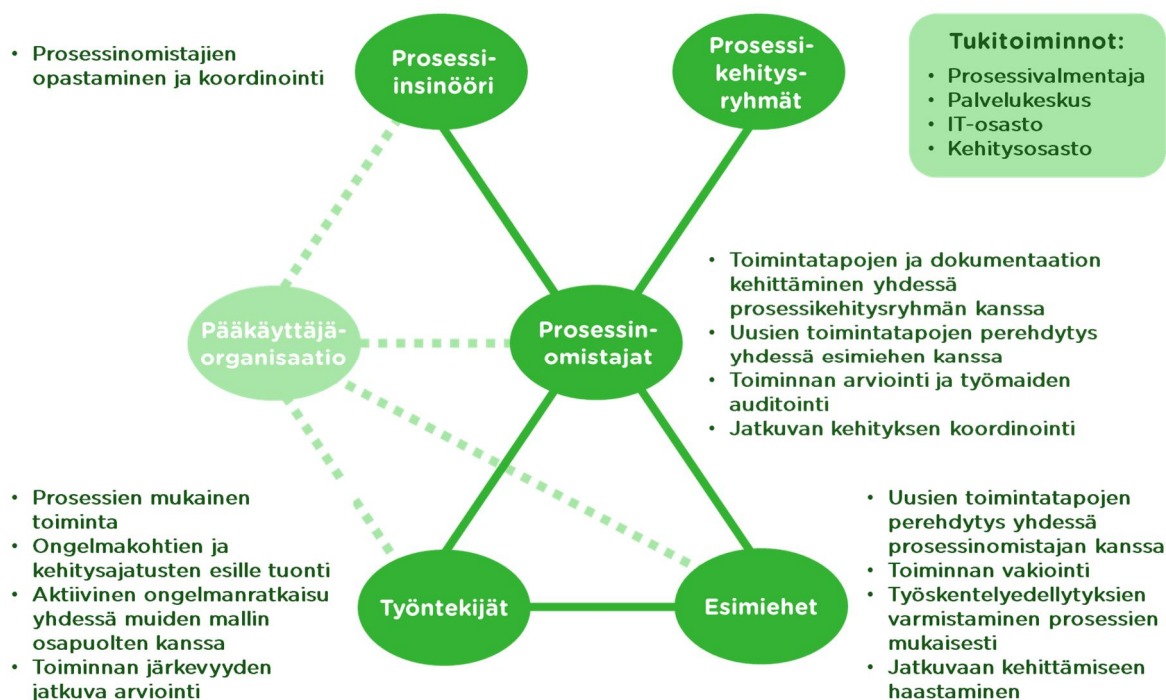 • Prosessinomistajien
opastaminen ja koordinointi
Prosessi-
insinööri
Prosessi-
kehitys-
ryhmät
Tukitoiminnot:
• Prosessivalmentaja
• Palvelukeskus
• IT-osasto
• Kehitysosasto
Pääkäyttäjä-
organisaatio
Prosessin-
omistajat
• Toimintatapojen ja dokumentaation
kehittäminen yhdessä
prosessikehitysryhmän kanssa
• Uusien toimintatapojen perehdytys
yhdessä esimiehen kanssa
• Toiminnan arviointi ja työmaiden
auditointi
• Jatkuvan kehityksen koordinointi
• Prosessien mukainen
toiminta
• Ongelmakohtien ja
kehitysajatusten esille tuonti
• Aktiivinen ongelmanratkaisu
yhdessä muiden mallin
osapuolten kanssa
• Toiminnan järkevyyden
jatkuva arviointi
Työntekijät
Esimiehet
• Uusien toimintatapojen
perehdytys yhdessä
prosessinomistajan kanssa
• Toiminnan vakiointi
• Työskentelyedellytyksien
varmistaminen prosessien
mukaisesti
• Jatkuvaan kehittämiseen
haastaminen